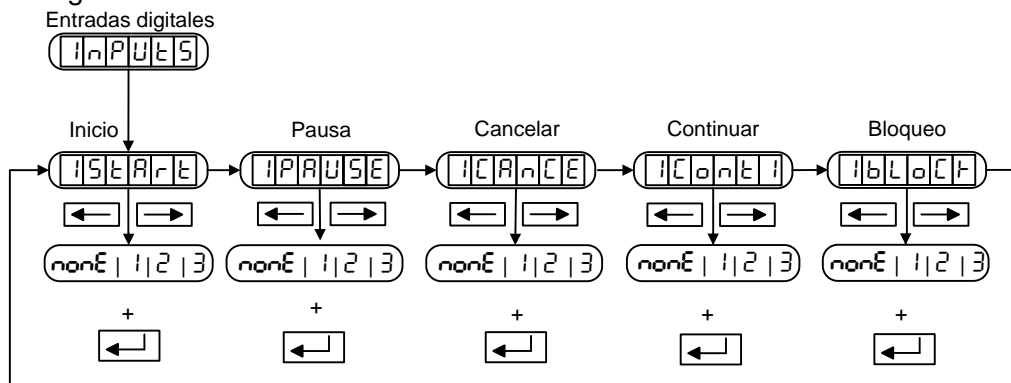 Entradas digitales
InPUtS
Inicio
Pausa
Cancelar
Continuar
Bloqueo
IStArt
IPAUSE
ICAnCE
IContI
IbLoCk
nonE | 1 | 2 | 3
nonE | 1 | 2 | 3
nonE | 1 | 2 | 3
nonE | 1 | 2 | 3
nonE | 1 | 2 | 3
+
+
+
+
+